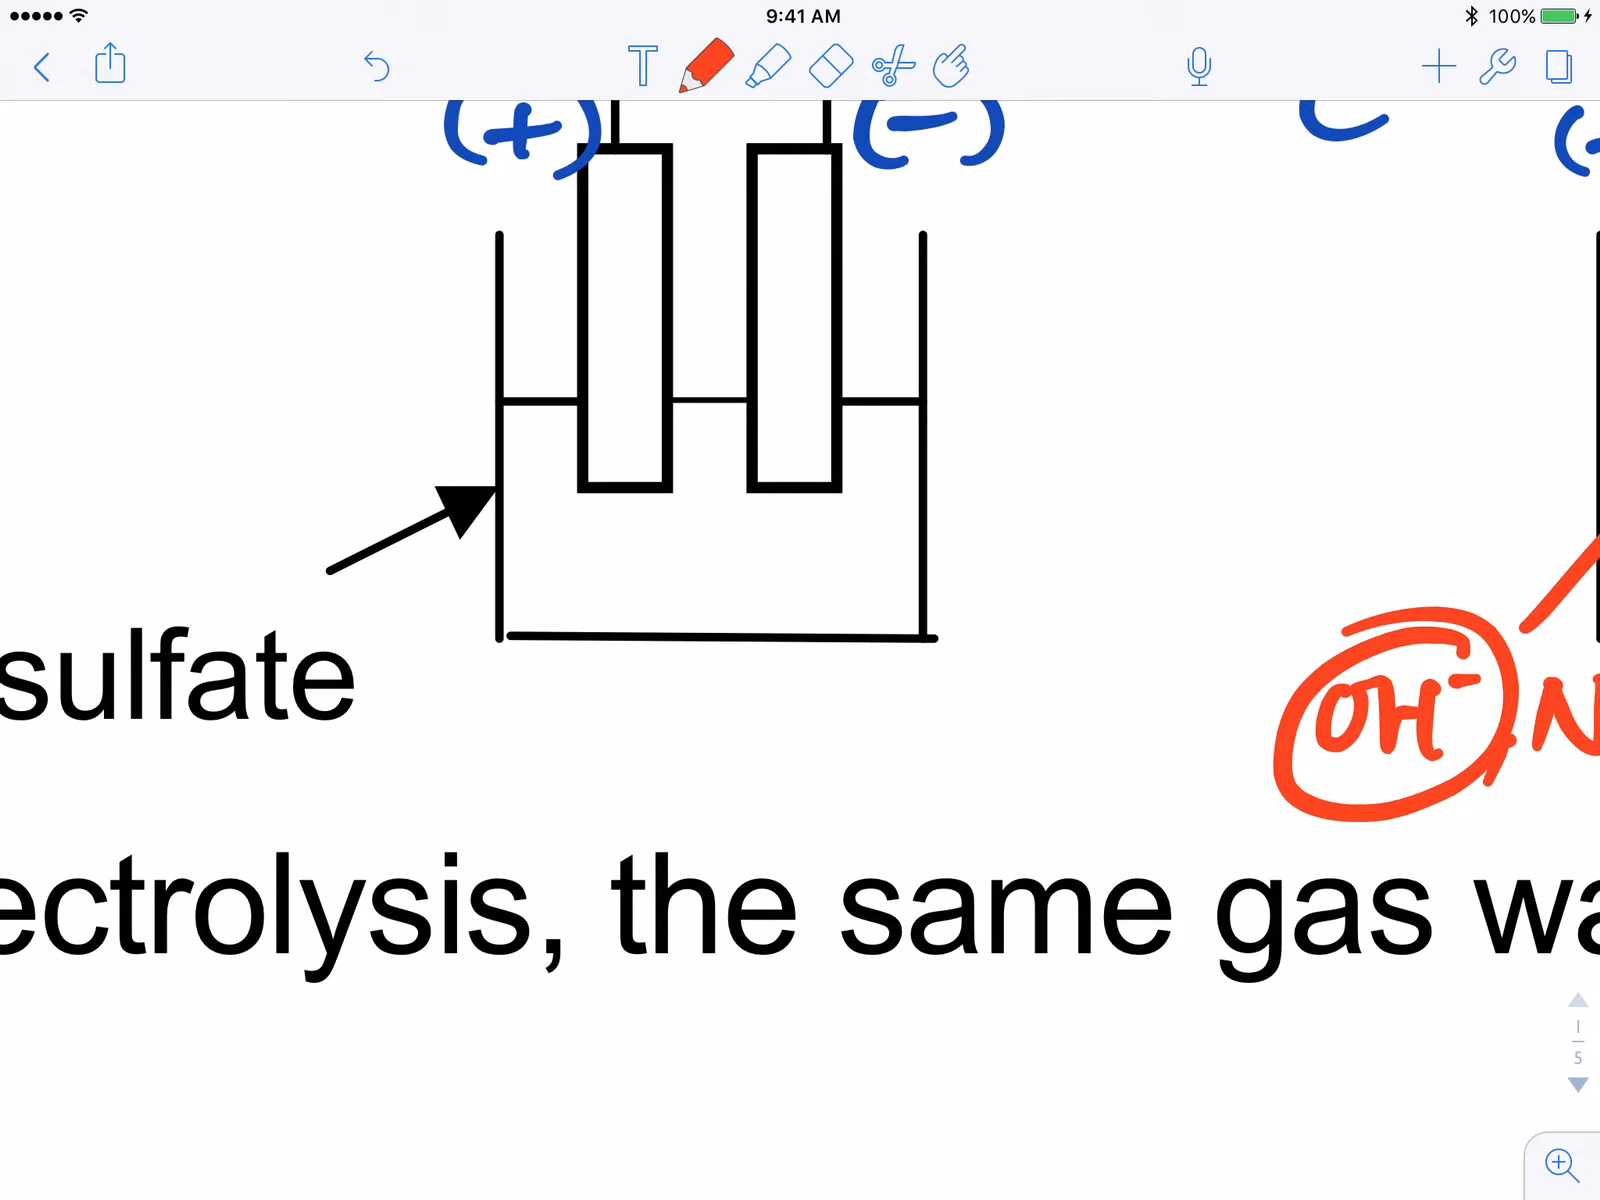 9:41 AM
100%
T
(+)
(-)
sulfate
OH⁻, N
ectrolysis, the same gas wa
1
5